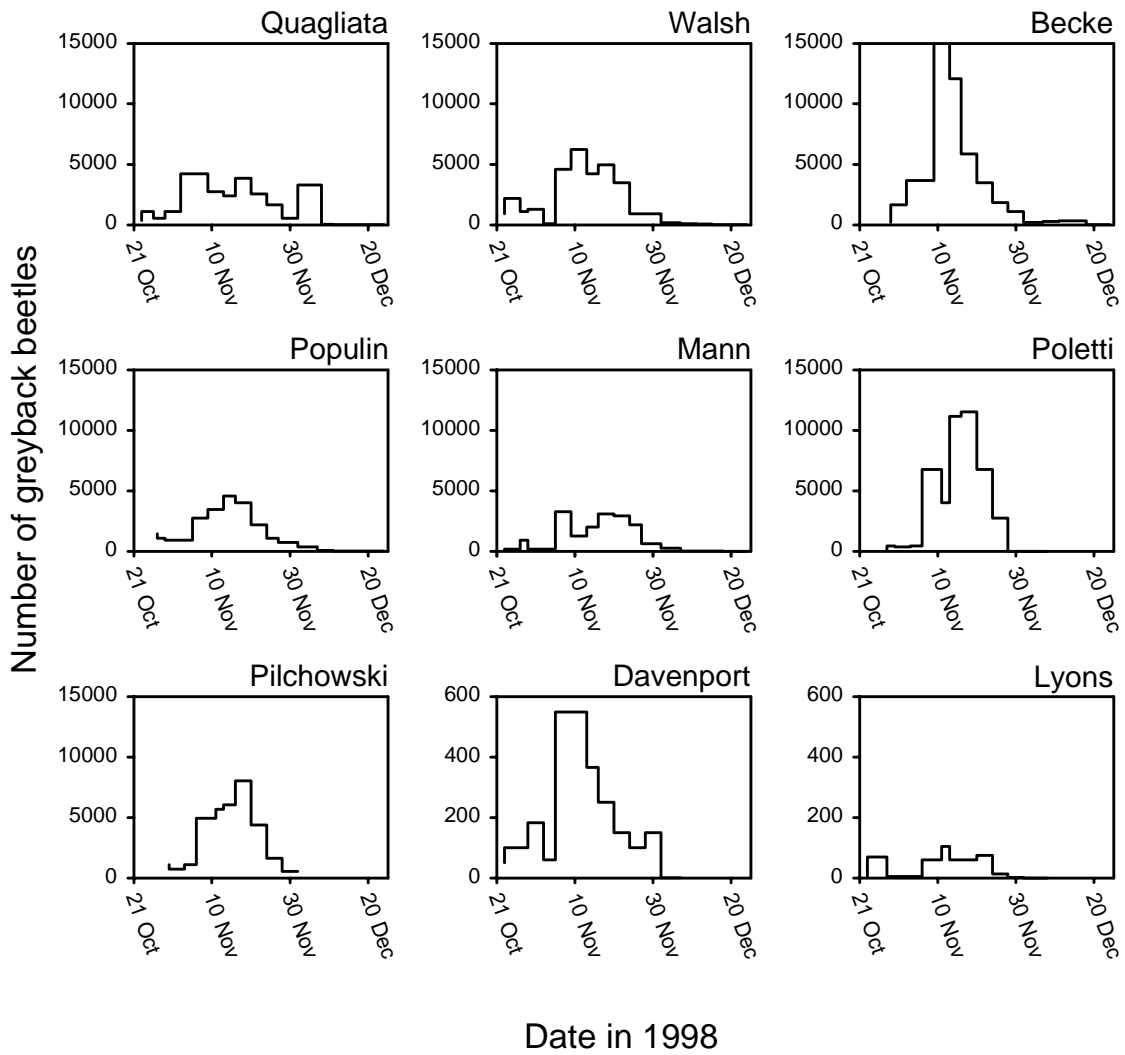 Number of greyback beetles
Quagliata
15000
10000
5000
0
21 Oct
10 Nov
30 Nov
20 Dec
Walsh
15000
10000
5000
0
21 Oct
10 Nov
30 Nov
20 Dec
Becke
15000
10000
5000
0
21 Oct
10 Nov
30 Nov
20 Dec
Populin
15000
10000
5000
0
21 Oct
10 Nov
30 Nov
20 Dec
Mann
15000
10000
5000
0
21 Oct
10 Nov
30 Nov
20 Dec
Poletti
15000
10000
5000
0
21 Oct
10 Nov
30 Nov
20 Dec
Pilchowski
15000
10000
5000
0
21 Oct
10 Nov
30 Nov
20 Dec
Davenport
600
400
200
0
21 Oct
10 Nov
30 Nov
20 Dec
Lyons
600
400
200
0
21 Oct
10 Nov
30 Nov
20 Dec
Date in 1998